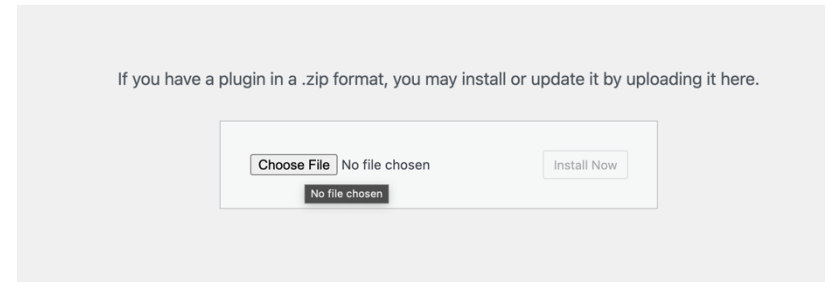 If you have a plugin in a .zip format, you may install or update it by uploading it here.
Choose File No file chosen Install Now
No file chosen